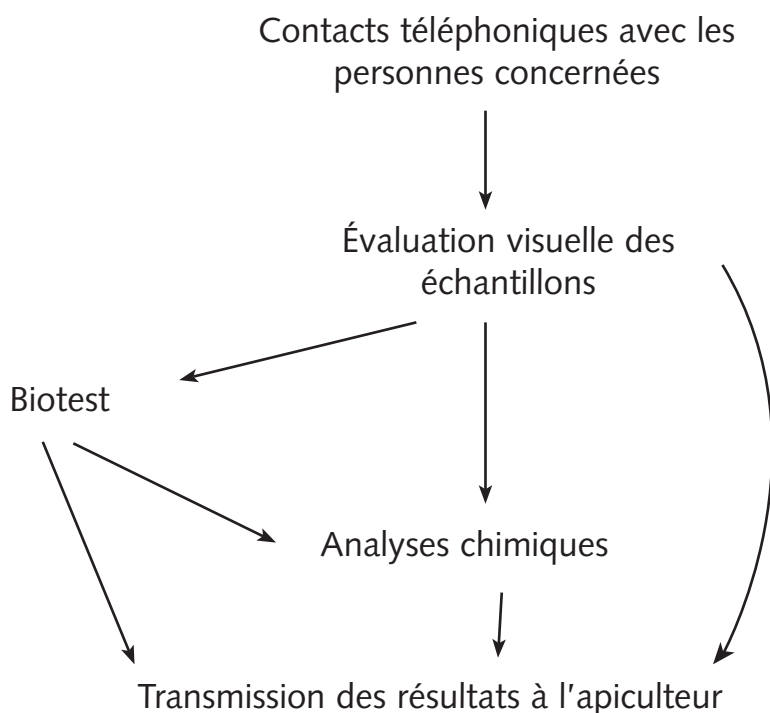 Contacts téléphoniques avec les
personnes concernées
Évaluation visuelle des
échantillons
Biotest
Analyses chimiques
Transmission des résultats à l'apiculteur